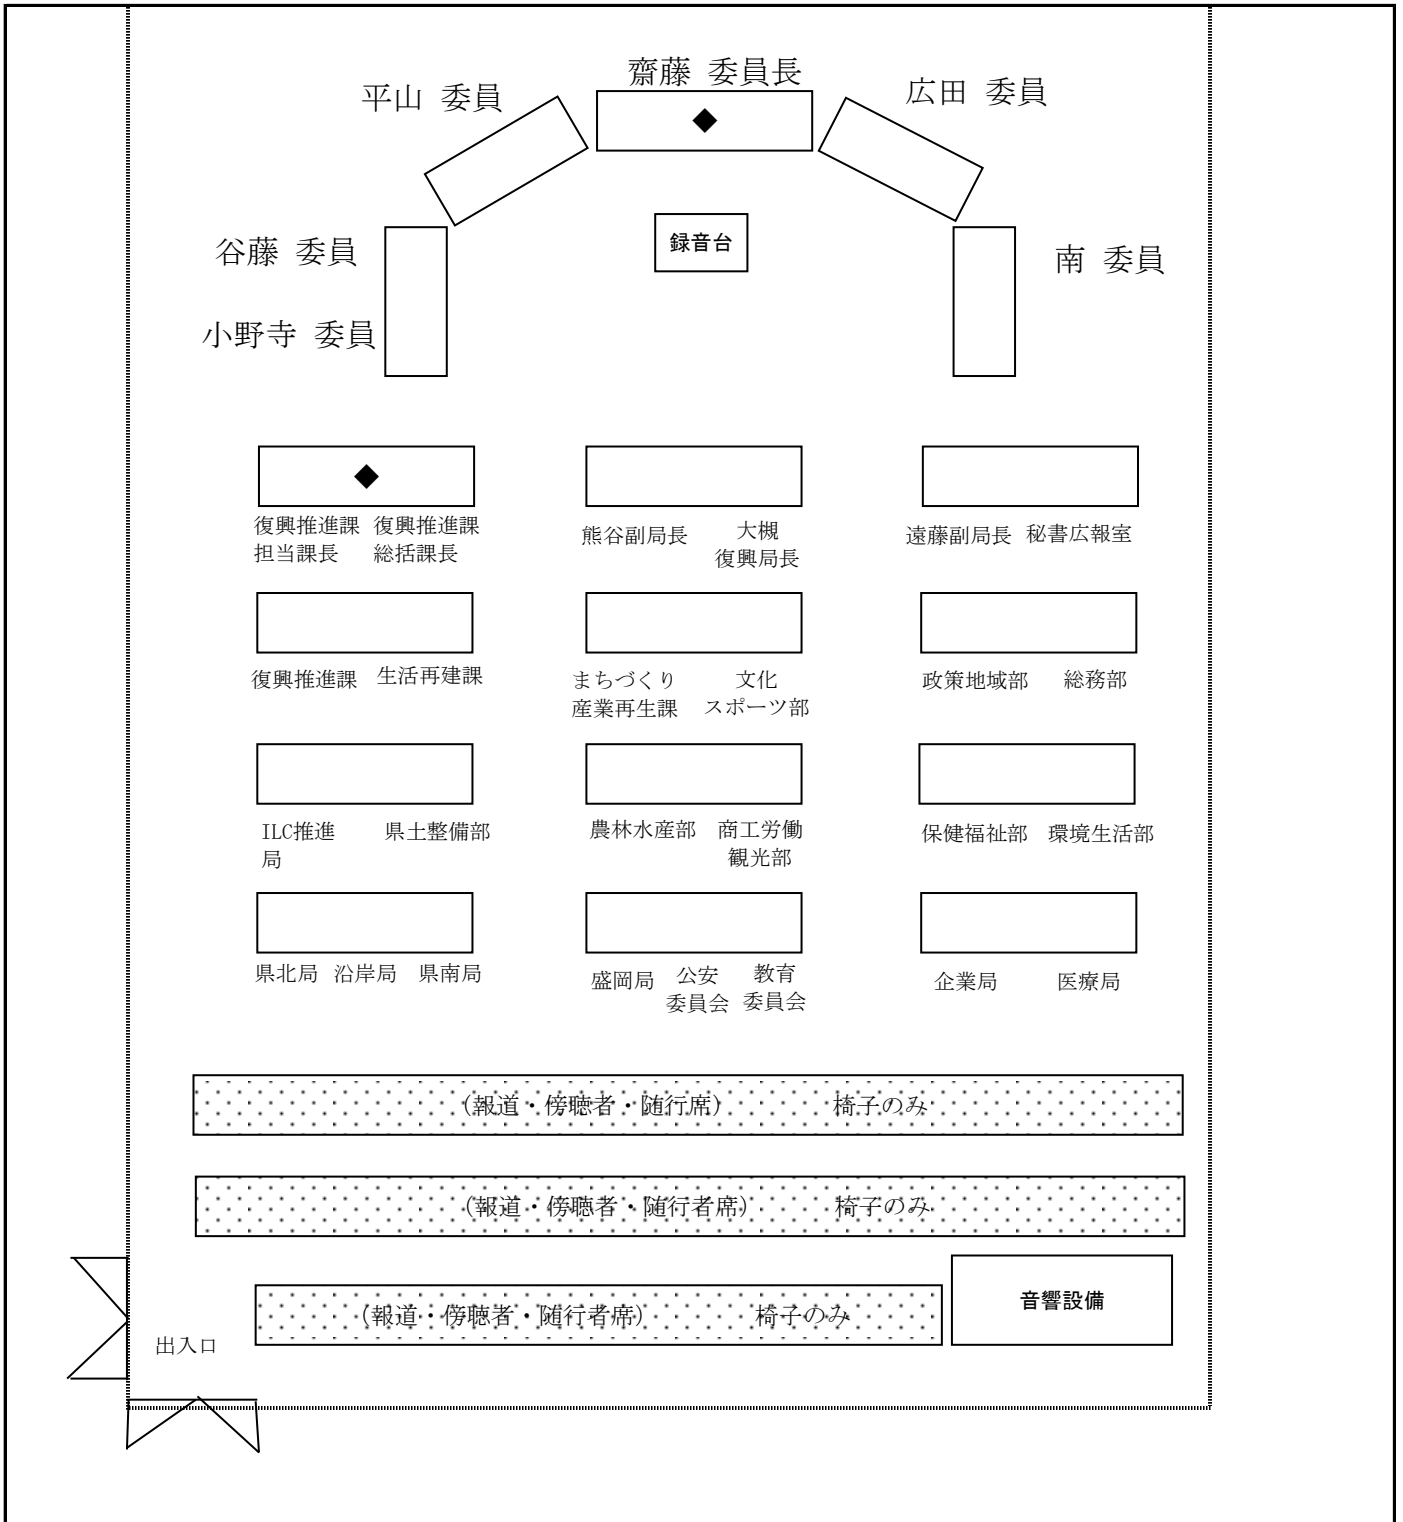 齋藤 委員長
平山 委員
広田 委員
録音台
谷藤 委員
南 委員
小野寺 委員
復興推進課 復興推進課
担当課長 総括課長
熊谷副局長 大槻
復興局長
遠藤副局長 秘書広報室
復興推進課 生活再建課
まちづくり 文化
産業再生課 スポーツ部
政策地域部 総務部
ILC推進 県土整備部
局
農林水産部 商工労働
観光部
保健福祉部 環境生活部
県北局 沿岸局 県南局
盛岡局 公安 教育
委員会 委員会
企業局 医療局
(報道・傍聴者・随行席) 椅子のみ
(報道・傍聴者・随行者席) 椅子のみ
(報道・傍聴者・随行者席) 椅子のみ
音響設備
出入口